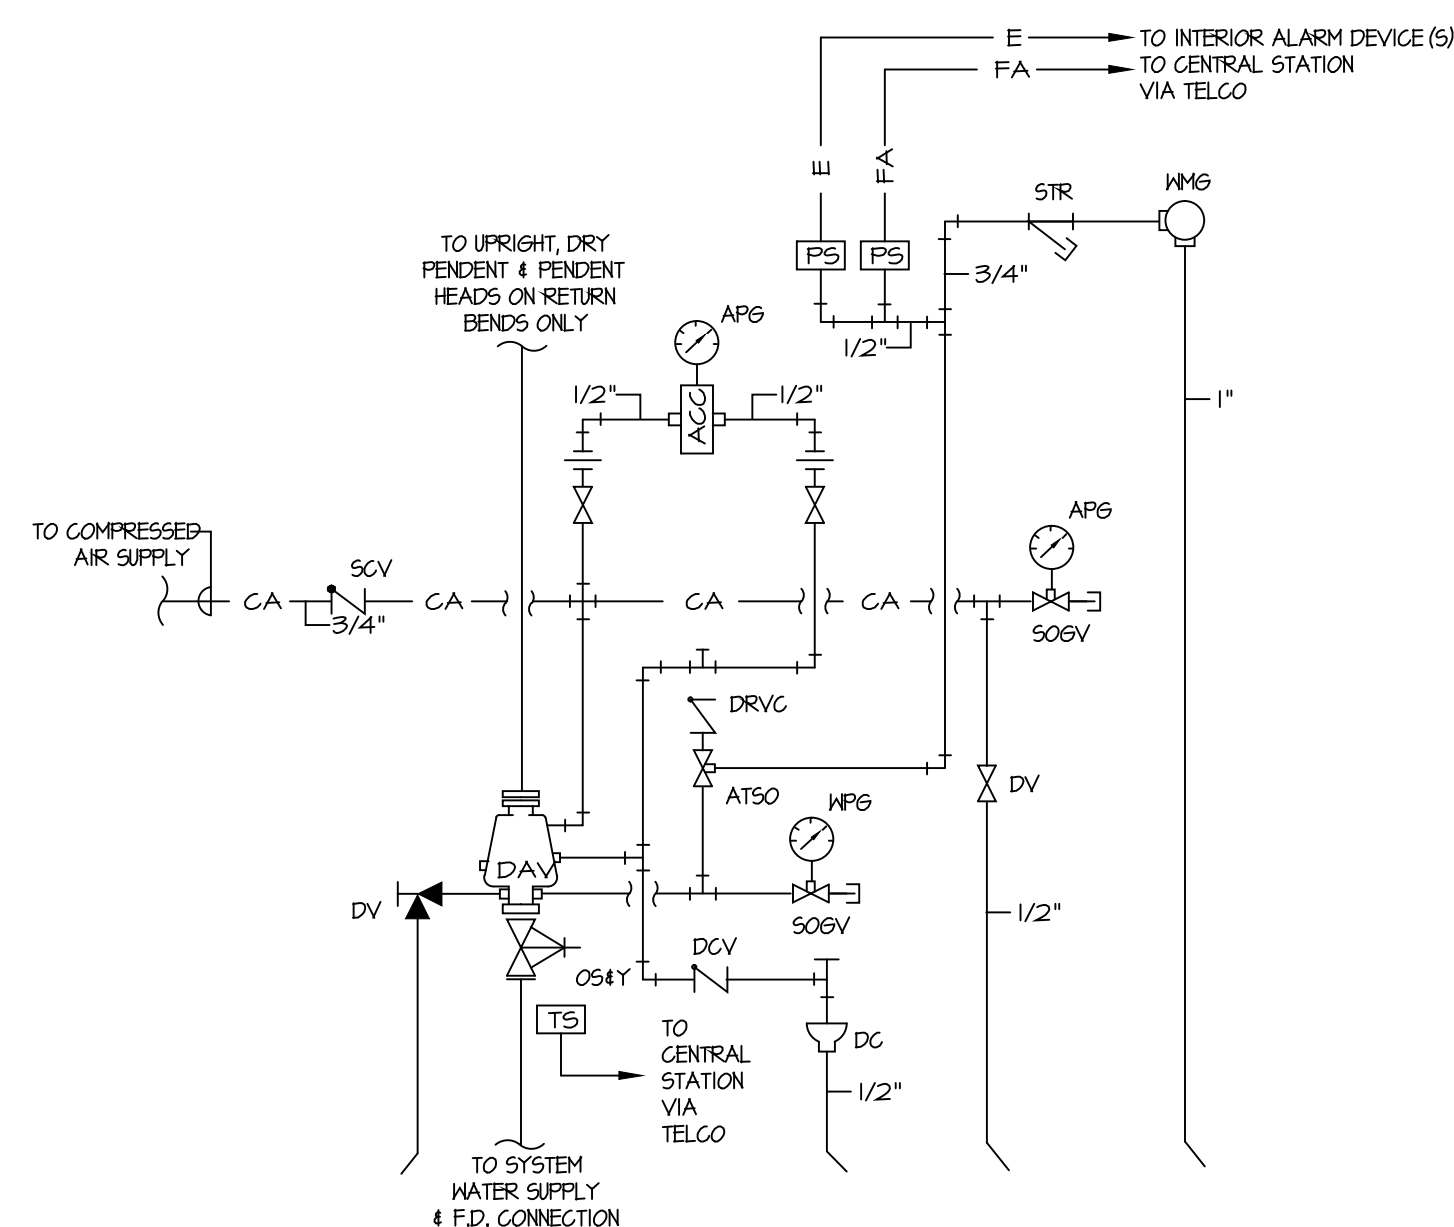 E
TO INTERIOR ALARM DEVICE (S)
FA
TO CENTRAL STATION
VIA TELCO
E
FA
STR
WMG
TO UPRIGHT, DRY
PENDENT & PENDENT
HEADS ON RETURN
BENDS ONLY
PS
PS
3/4"
APG
1/2"
1/2"
1/2"
ACC
1"
TO COMPRESSED
AIR SUPPLY
APG
SCV
CA
CA
CA
CA
3/4"
SOGV
DRVC
ATSO
WPG
DV
DAV
DV
SOGV
1/2"
DCV
OS&Y
TS
TO
CENTRAL
STATION
VIA
TELCO
DC
1/2"
TO SYSTEM
WATER SUPPLY
& F.D. CONNECTION